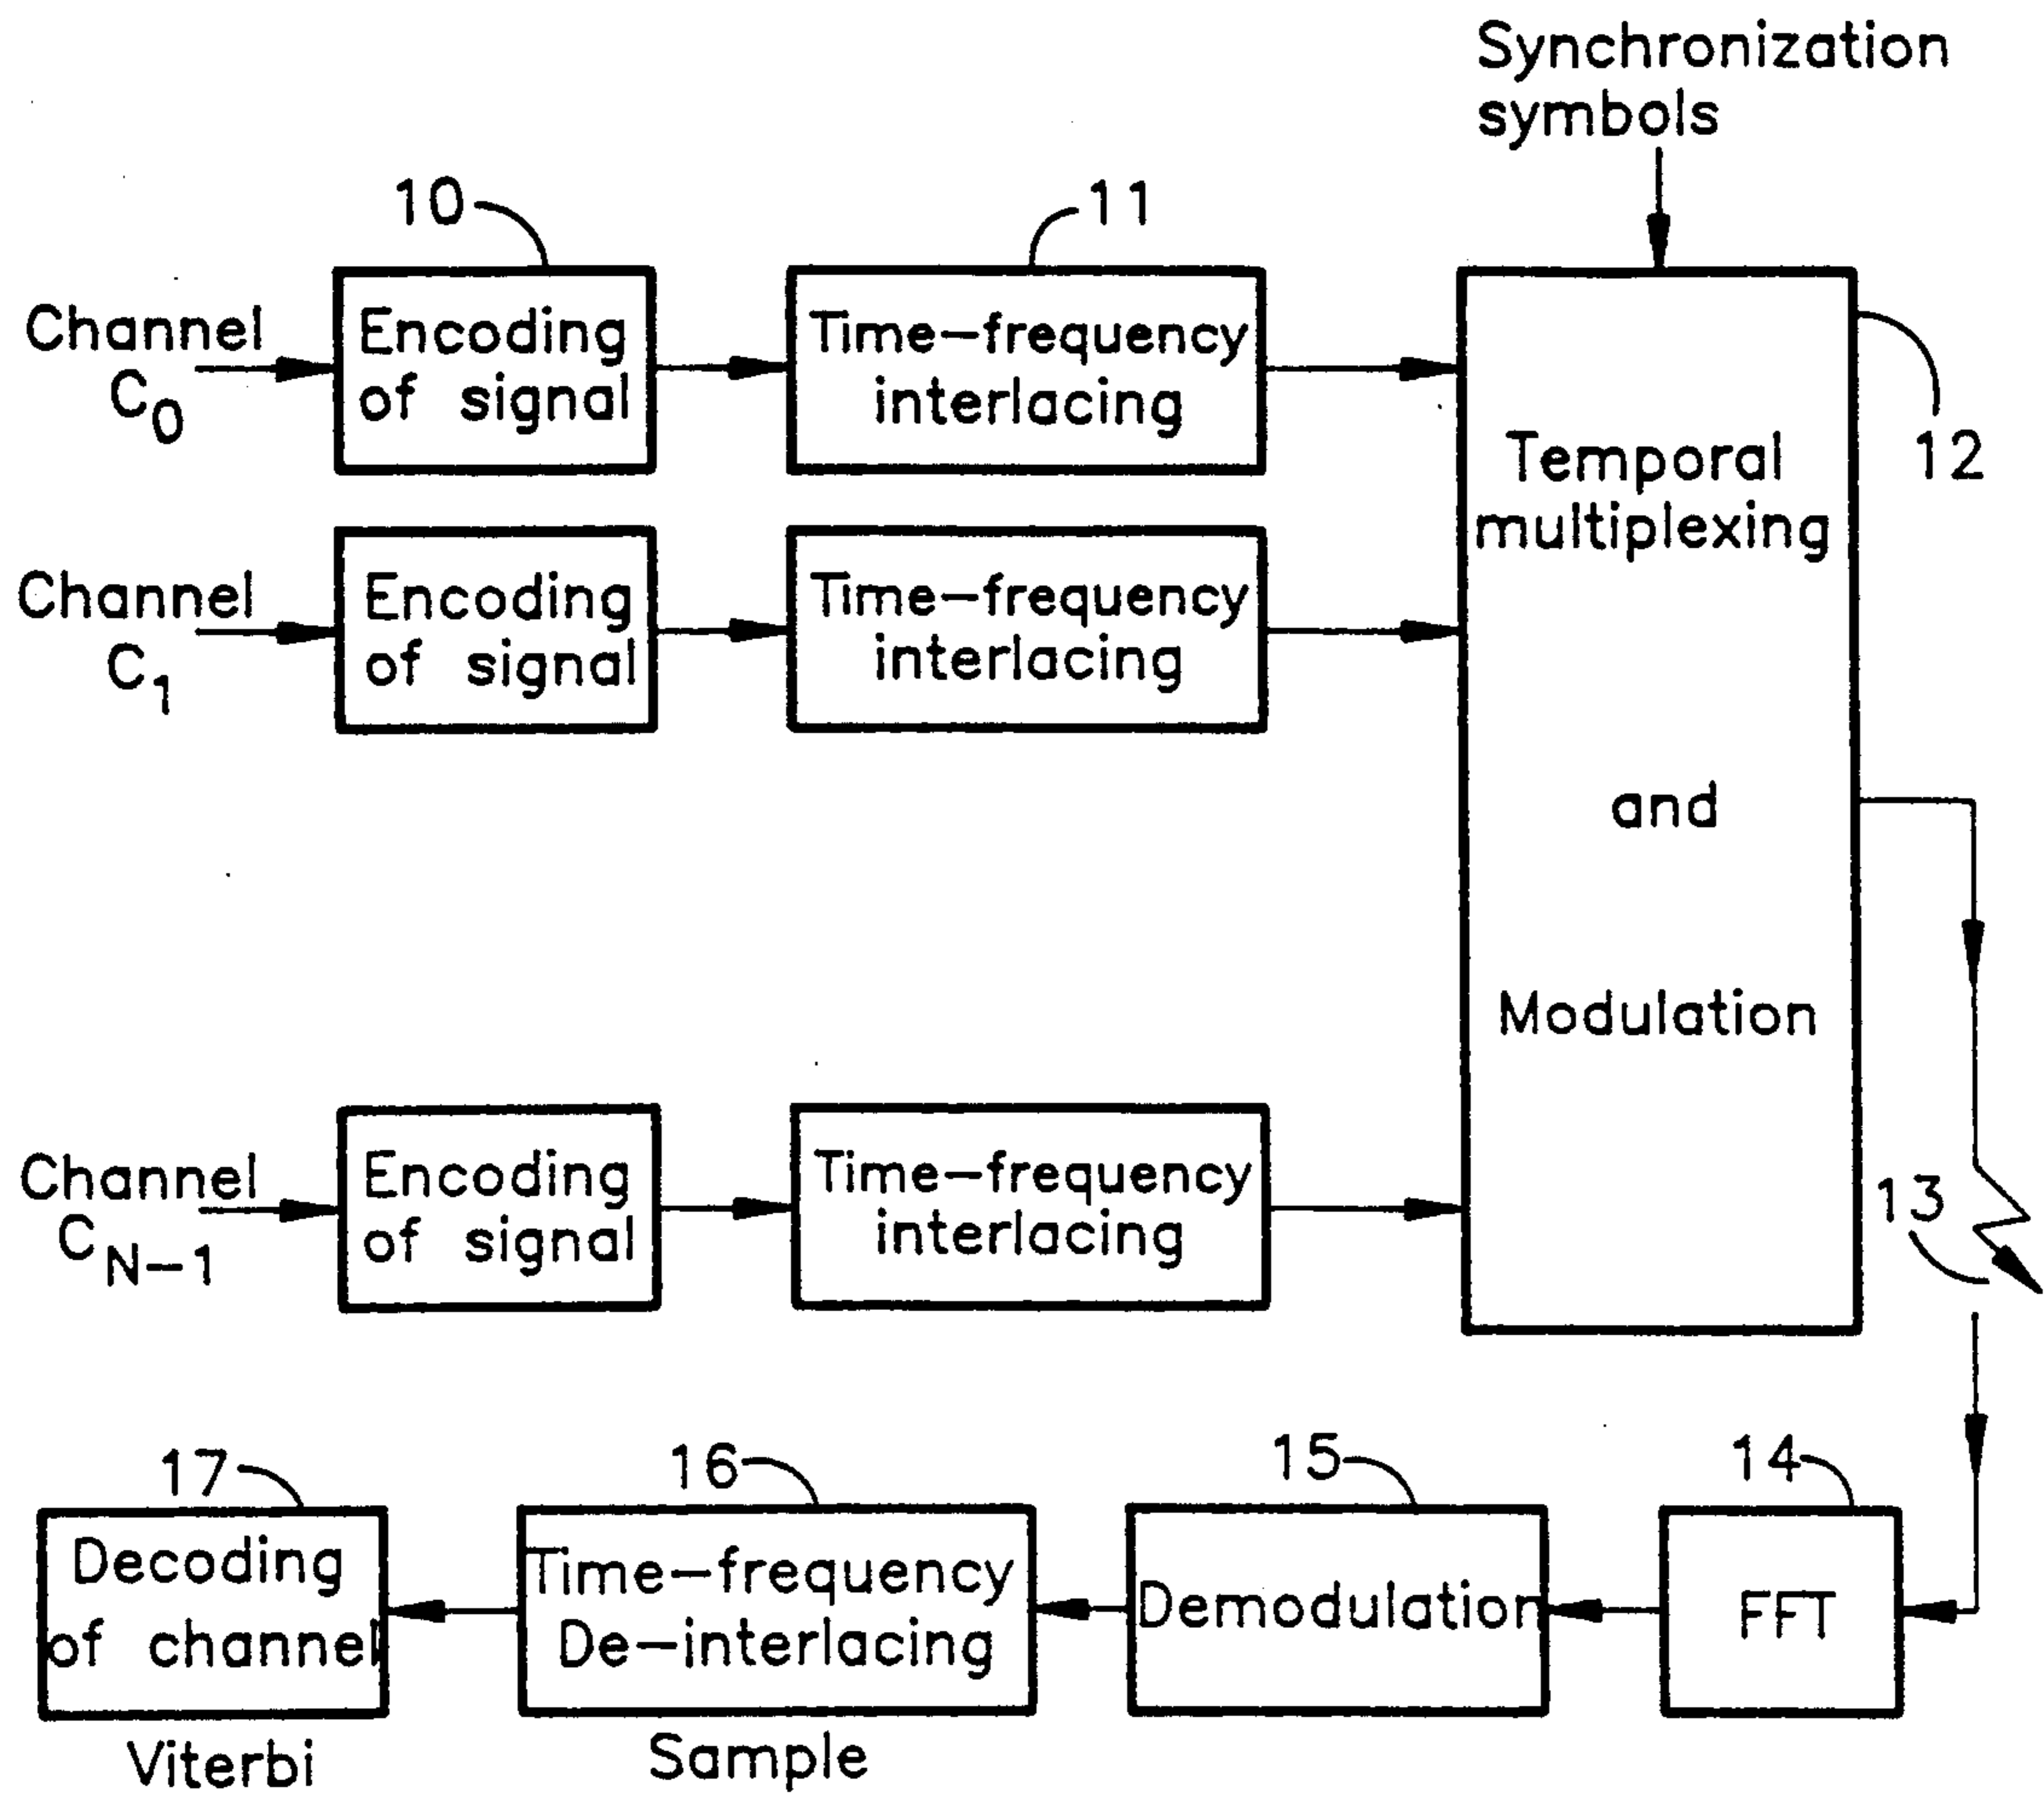 Synchronization
symbols
10
11
Channel
C0
Encoding
of signal
Time-frequency
interlacing
12
Temporal
multiplexing
and
Modulation
Channel
C1
Encoding
of signal
Time-frequency
interlacing
Channel
CN-1
Encoding
of signal
Time-frequency
interlacing
13
17
16
15
14
Decoding
of channel
Time-frequency
De-interlacing
Demodulation
FFT
Viterbi
Sample